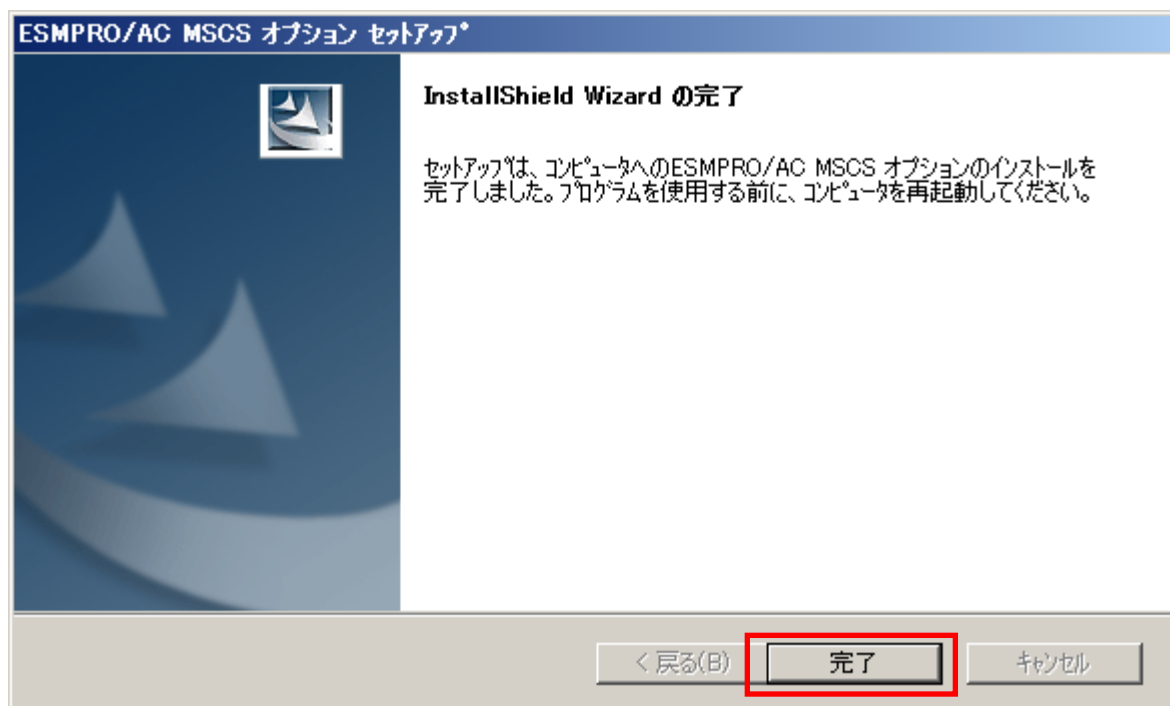 ESMPRO/AC MSCS オプション セットアップ
InstallShield Wizard の完了
セットアップは、コンピュータへのESMPRO/AC MSCS オプションのインストールを
完了しました。プログラムを使用する前に、コンピュータを再起動してください。
< 戻る(B)
完了
キャンセル